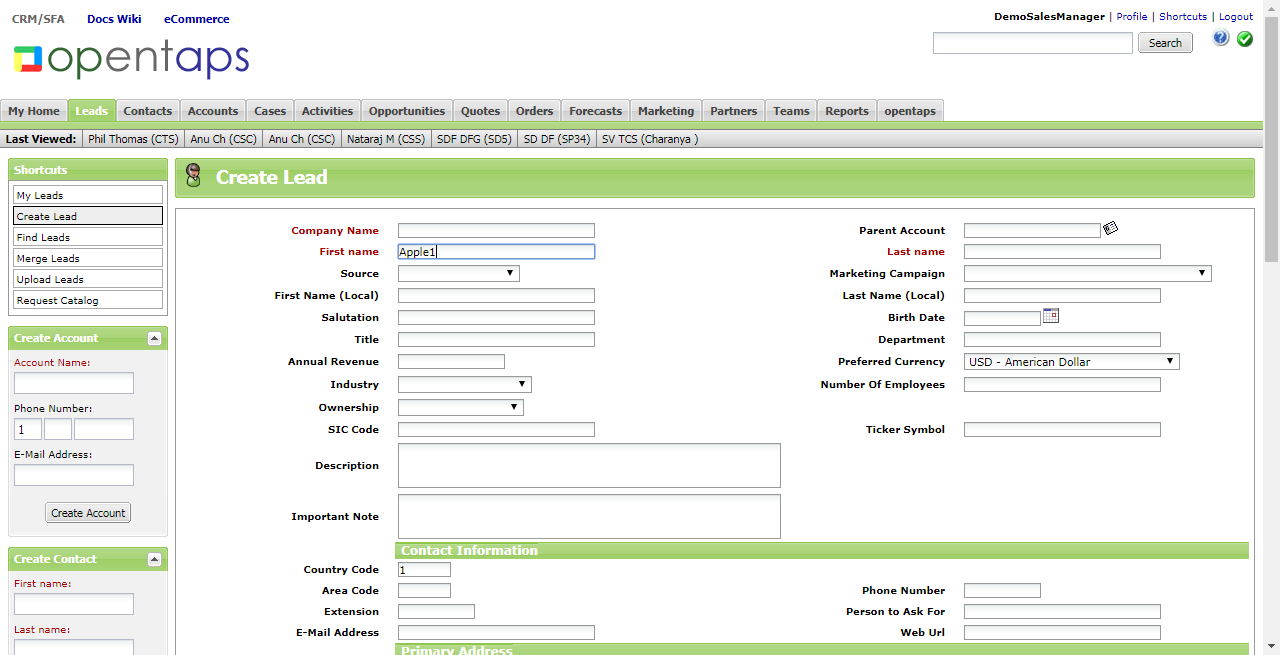 CRM/SFA Docs Wiki eCommerce
DemoSalesManager | Profile | Shortcuts | Logout
opentaps
Search
My Home Leads Contacts Accounts Cases Activities Opportunities Quotes Orders Forecasts Marketing Partners Teams Reports opentaps
Last Viewed: Phil Thomas (CTS) Anu Ch (CSC) Anu Ch (CSC) Nataraj M (CSS) SDF DFG (SD5) SD DF (SP34) SV TCS (Charanya )
Shortcuts
My Leads
Create Lead
Find Leads
Merge Leads
Upload Leads
Request Catalog
Create Account
Account Name:
Phone Number:
1
E-Mail Address:
Create Account
Create Contact
First name:
Last name:
Create Lead
Company Name Parent Account
First name Apple1 Last name
Source Marketing Campaign
First Name (Local) Last Name (Local)
Salutation Birth Date
Title Department
Annual Revenue Preferred Currency USD - American Dollar
Industry Number Of Employees
Ownership
SIC Code Ticker Symbol
Description
Important Note
Contact Information
Country Code 1
Area Code Phone Number
Extension Person to Ask For
E-Mail Address Web Url
Primary Address